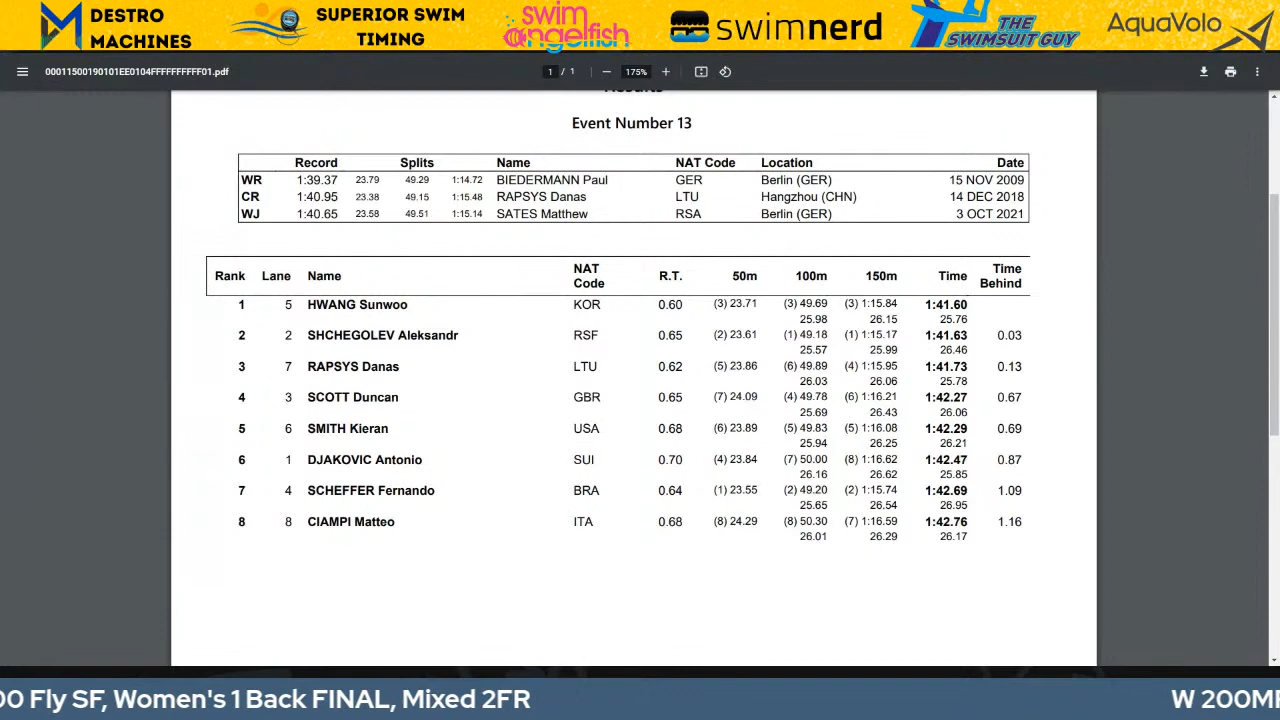 DESTRO
MACHINES
SUPERIOR SWIM
TIMING
swim
angelfish
swimnerd
THE
SWIMSUIT GUY
AquaVolo
00011500190101EE0104FFFFFFFFFF01.pdf
1 / 1
175%
Results
Event Number 13
Record Splits Name NAT Code Location Date
WR 1:39.37 23.79 49.29 1:14.72 BIEDERMANN Paul GER Berlin (GER) 15 NOV 2009
CR 1:40.95 23.38 49.15 1:15.48 RAPSYS Danas LTU Hangzhou (CHN) 14 DEC 2018
WJ 1:40.65 23.58 49.51 1:15.14 SATES Matthew RSA Berlin (GER) 3 OCT 2021
Rank Lane Name NAT Code R.T. 50m 100m 150m Time Time Behind
1 5 HWANG Sunwoo KOR 0.60 (3) 23.71 (3) 49.69 (3) 1:15.84 1:41.60
25.98 26.15 25.76
2 2 SHCHEGOLEV Aleksandr RSF 0.65 (2) 23.61 (1) 49.18 (1) 1:15.17 1:41.63 0.03
25.57 25.99 26.46
3 7 RAPSYS Danas LTU 0.62 (5) 23.86 (6) 49.89 (4) 1:15.95 1:41.73 0.13
26.03 26.06 25.78
4 3 SCOTT Duncan GBR 0.65 (7) 24.09 (4) 49.78 (6) 1:16.21 1:42.27 0.67
25.69 26.43 26.06
5 6 SMITH Kieran USA 0.68 (6) 23.89 (5) 49.83 (5) 1:16.08 1:42.29 0.69
25.94 26.25 26.21
6 1 DJAKOVIC Antonio SUI 0.70 (4) 23.84 (7) 50.00 (8) 1:16.62 1:42.47 0.87
26.16 26.62 25.85
7 4 SCHEFFER Fernando BRA 0.64 (1) 23.55 (2) 49.20 (2) 1:15.74 1:42.69 1.09
25.65 26.54 26.95
8 8 CIAMPI Matteo ITA 0.68 (8) 24.29 (8) 50.30 (7) 1:16.59 1:42.76 1.16
26.01 26.29 26.17
00 Fly SF, Women's 1 Back FINAL, Mixed 2FR
W 200M